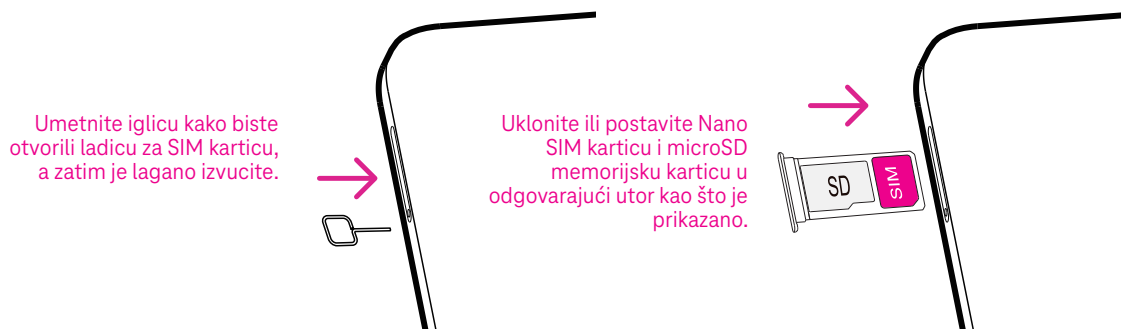 Umetnite iglicu kako biste
otvorili ladicu za SIM karticu,
a zatim je lagano izvucite.
Uklonite ili postavite Nano
SIM karticu i microSD
memorijsku karticu u
odgovarajući utor kao što je
prikazano.
SD
SIM